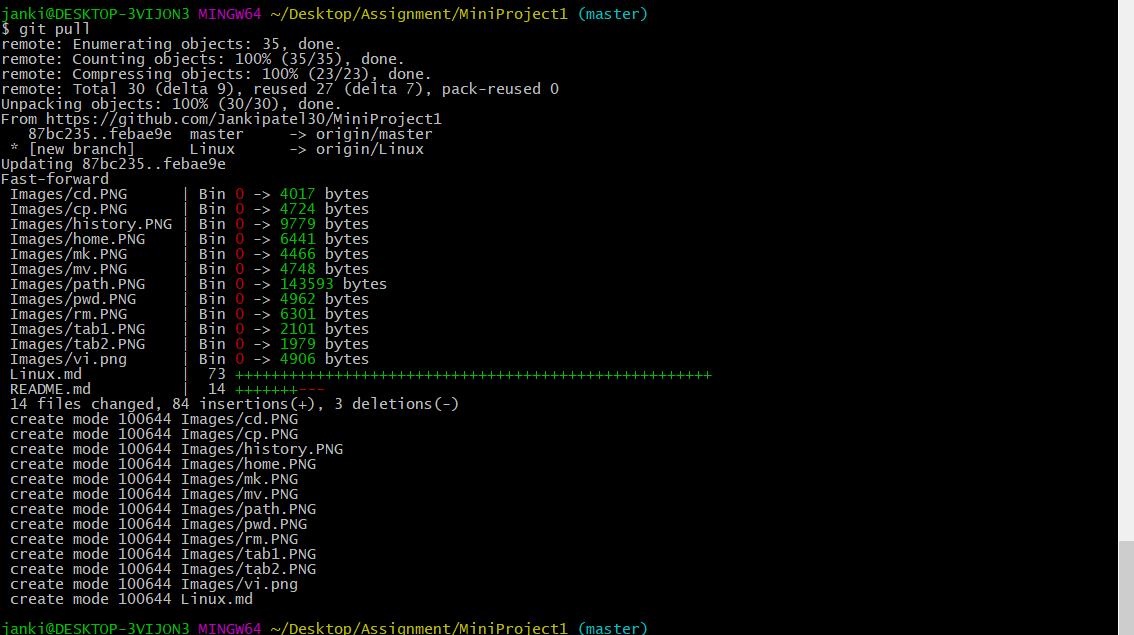 janki@DESKTOP-3VIJON3 MINGW64 ~/Desktop/Assignment/MiniProject1 (master)
$ git pull
remote: Enumerating objects: 35, done.
remote: Counting objects: 100% (35/35), done.
remote: Compressing objects: 100% (23/23), done.
remote: Total 30 (delta 9), reused 27 (delta 7), pack-reused 0
Unpacking objects: 100% (30/30), done.
From https://github.com/Jankipatel30/MiniProject1
   87bc235..febae9e  master     -> origin/master
 * [new branch]      Linux      -> origin/Linux
Updating 87bc235..febae9e
Fast-forward
 Images/cd.PNG      | Bin 0 -> 4017 bytes
 Images/cp.PNG      | Bin 0 -> 4724 bytes
 Images/history.PNG | Bin 0 -> 9779 bytes
 Images/home.PNG    | Bin 0 -> 6441 bytes
 Images/mk.PNG      | Bin 0 -> 4466 bytes
 Images/mv.PNG      | Bin 0 -> 4748 bytes
 Images/path.PNG    | Bin 0 -> 143593 bytes
 Images/pwd.PNG     | Bin 0 -> 4962 bytes
 Images/rm.PNG      | Bin 0 -> 6301 bytes
 Images/tab1.PNG    | Bin 0 -> 2101 bytes
 Images/tab2.PNG    | Bin 0 -> 1979 bytes
 Images/vi.png      | Bin 0 -> 4906 bytes
 Linux.md           |  73 +++++++++++++++++++++++++++++++++++++++++++++++++++++
 README.md          |  14 +++++++---
 14 files changed, 84 insertions(+), 3 deletions(-)
 create mode 100644 Images/cd.PNG
 create mode 100644 Images/cp.PNG
 create mode 100644 Images/history.PNG
 create mode 100644 Images/home.PNG
 create mode 100644 Images/mk.PNG
 create mode 100644 Images/mv.PNG
 create mode 100644 Images/path.PNG
 create mode 100644 Images/pwd.PNG
 create mode 100644 Images/rm.PNG
 create mode 100644 Images/tab1.PNG
 create mode 100644 Images/tab2.PNG
 create mode 100644 Images/vi.png
 create mode 100644 Linux.md
janki@DESKTOP-3VIJON3 MINGW64 ~/Desktop/Assignment/MiniProject1 (master)